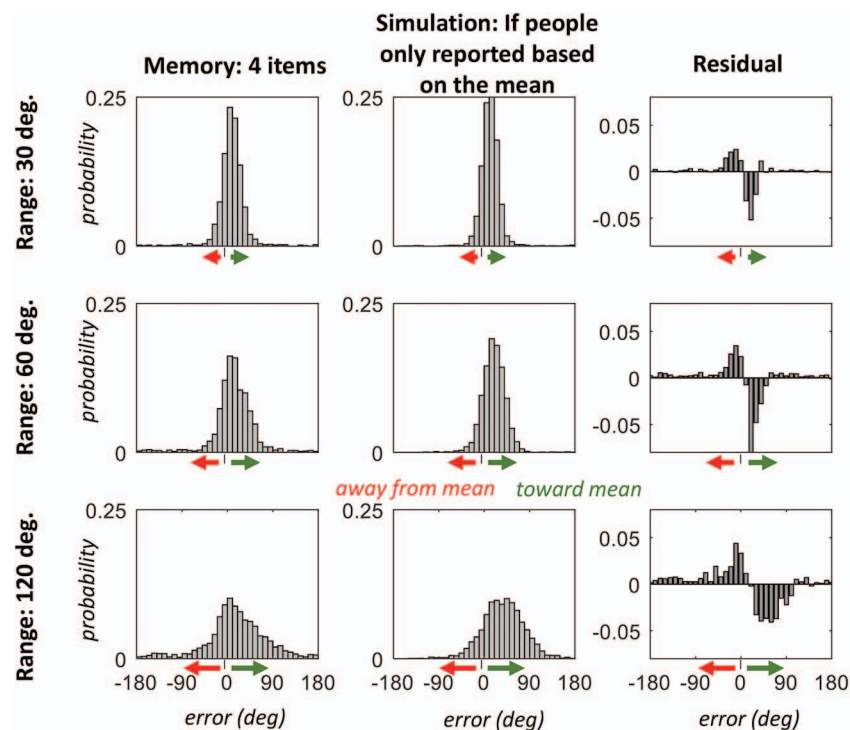 Memory: 4 items
Simulation: If people
only reported based
on the mean
Residual
Range: 30 deg.
probability
0.25
0
0.25
0
0.05
0
-0.05
Range: 60 deg.
probability
0.25
0
0.25
0
0.05
0
-0.05
away from mean toward mean
Range: 120 deg.
probability
0.25
0
0.25
0
0.05
0
-0.05
-180 -90 0 90 180
-180 -90 0 90 180
-180 -90 0 90 180
error (deg)
error (deg)
error (deg)